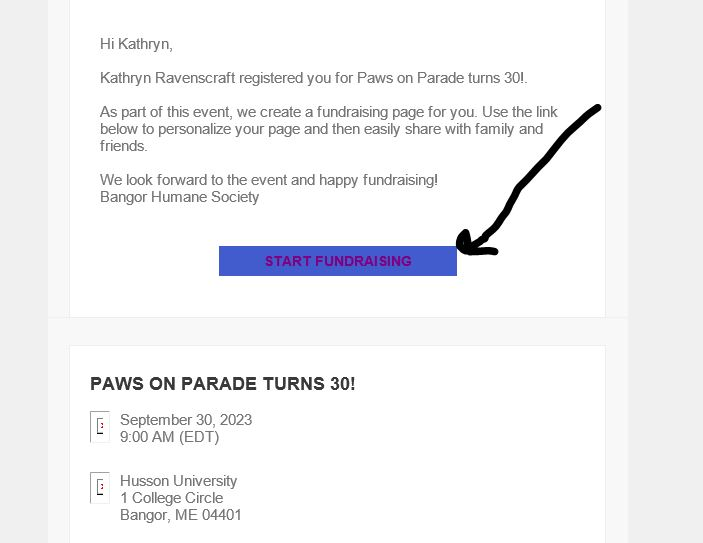 Hi Kathryn,
Kathryn Ravenscraft registered you for Paws on Parade turns 30!.
As part of this event, we create a fundraising page for you. Use the link
below to personalize your page and then easily share with family and
friends.
We look forward to the event and happy fundraising!
Bangor Humane Society
START FUNDRAISING
PAWS ON PARADE TURNS 30!
September 30, 2023
9:00 AM (EDT)
Husson University
1 College Circle
Bangor, ME 04401